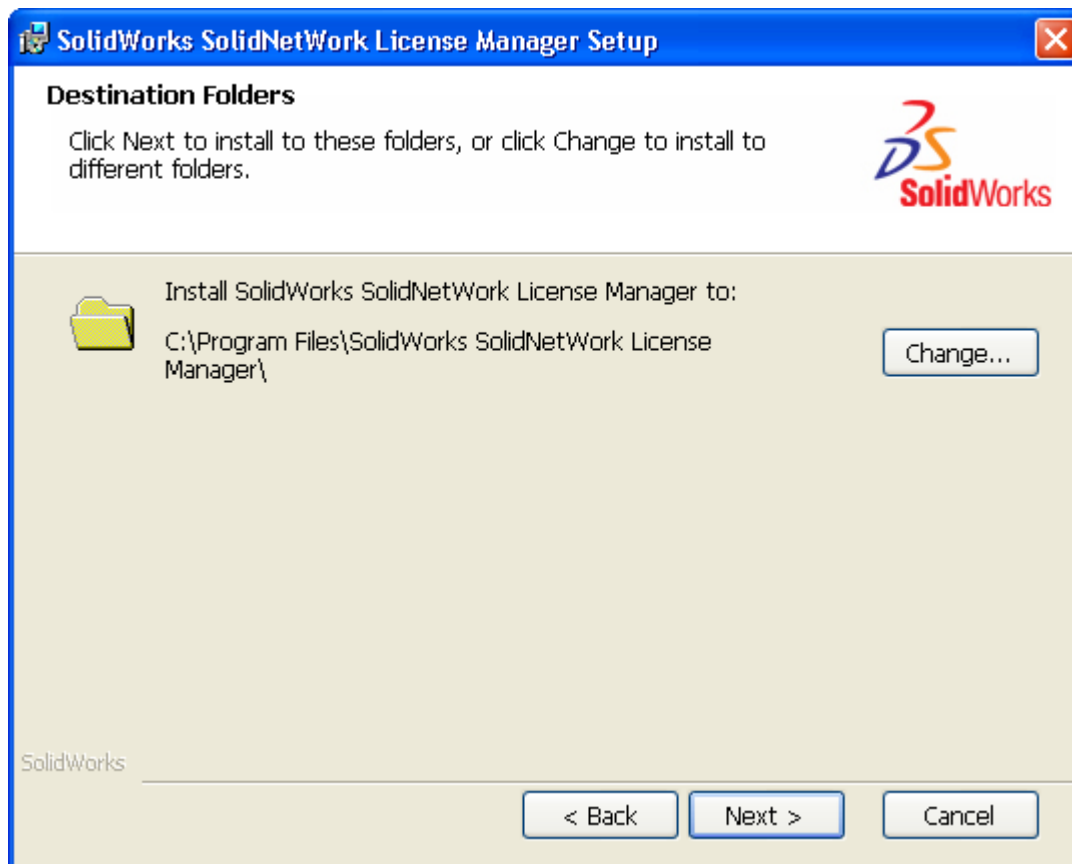 SolidWorks SolidNetWork License Manager Setup
Destination Folders
Click Next to install to these folders, or click Change to install to
different folders.
SolidWorks
Install SolidWorks SolidNetWork License Manager to:
C:\Program Files\SolidWorks SolidNetWork License
Manager\
Change...
SolidWorks
< Back
Next >
Cancel